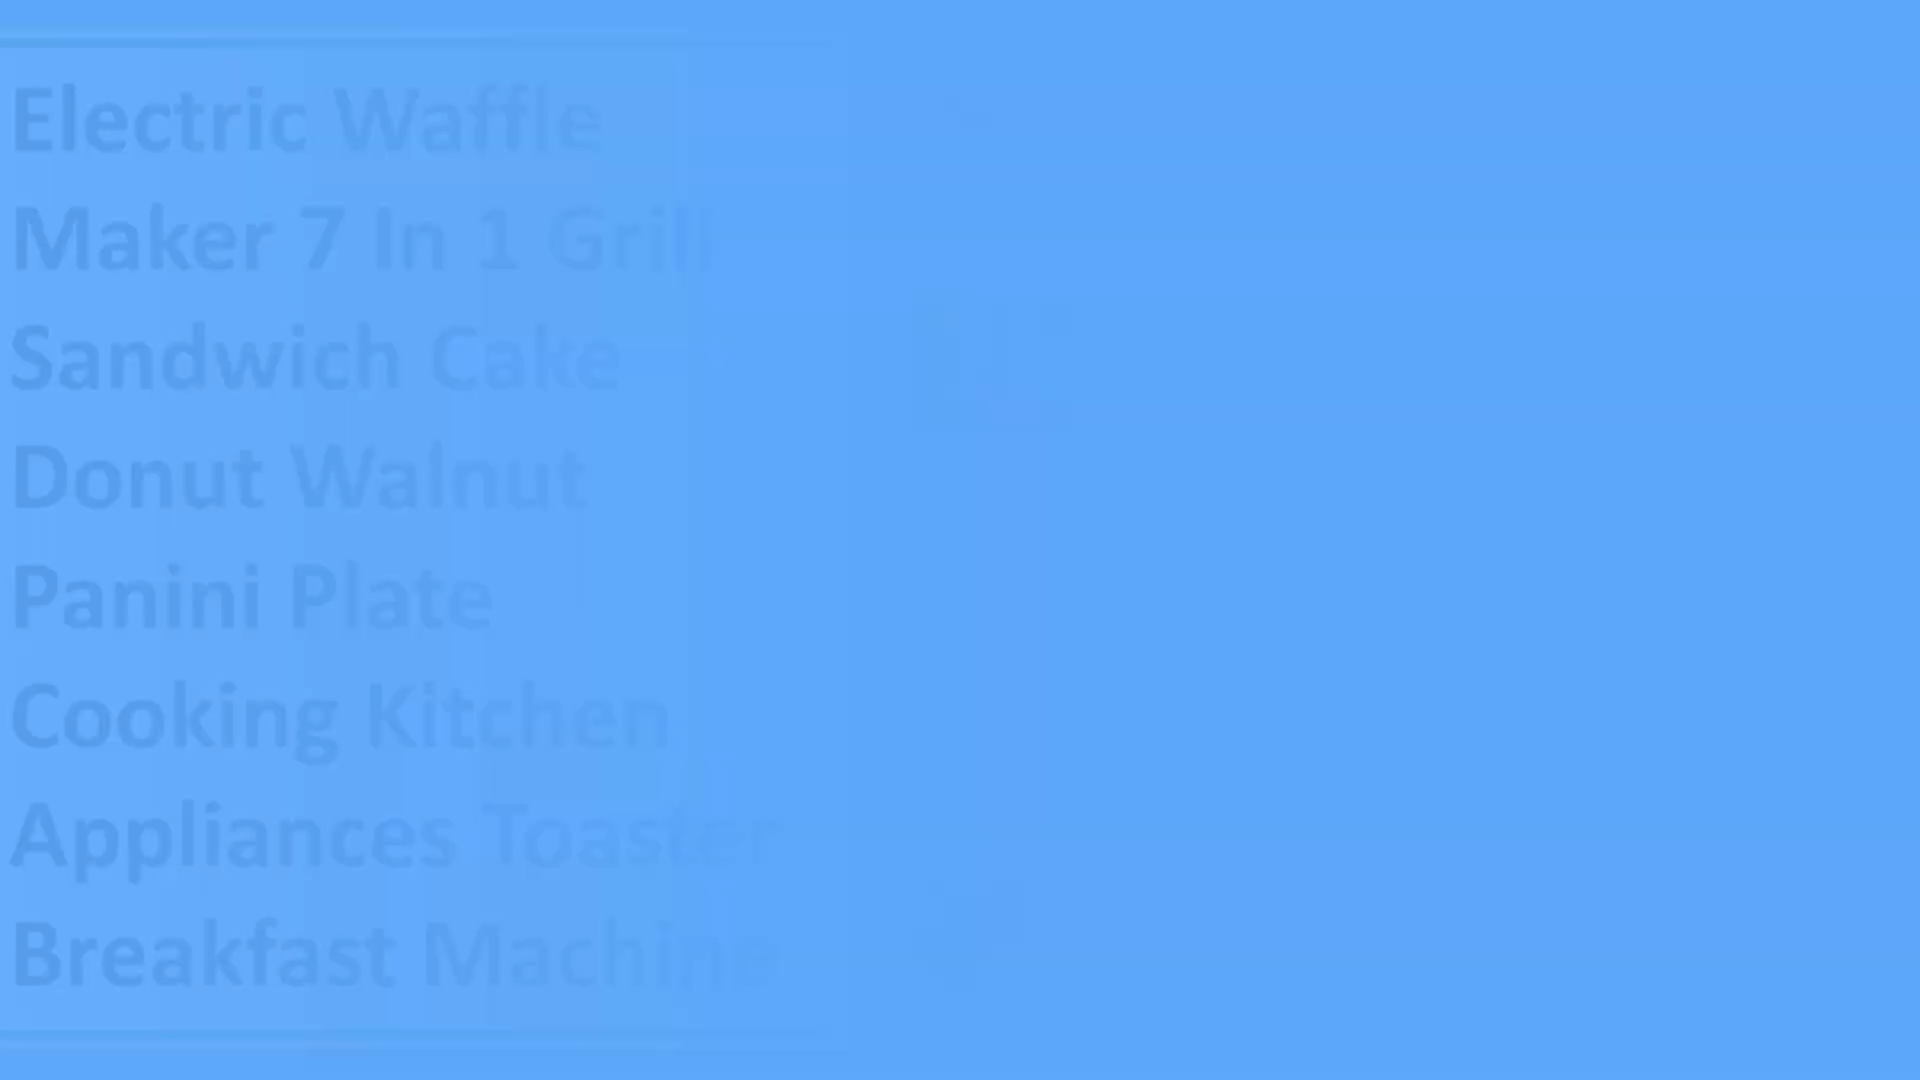 Electric Waffle
Maker 7 In 1 Grill
Sandwich Cake
Donut Walnut
Panini Plate
Cooking Kitchen
Appliances Toaster
Breakfast Machine